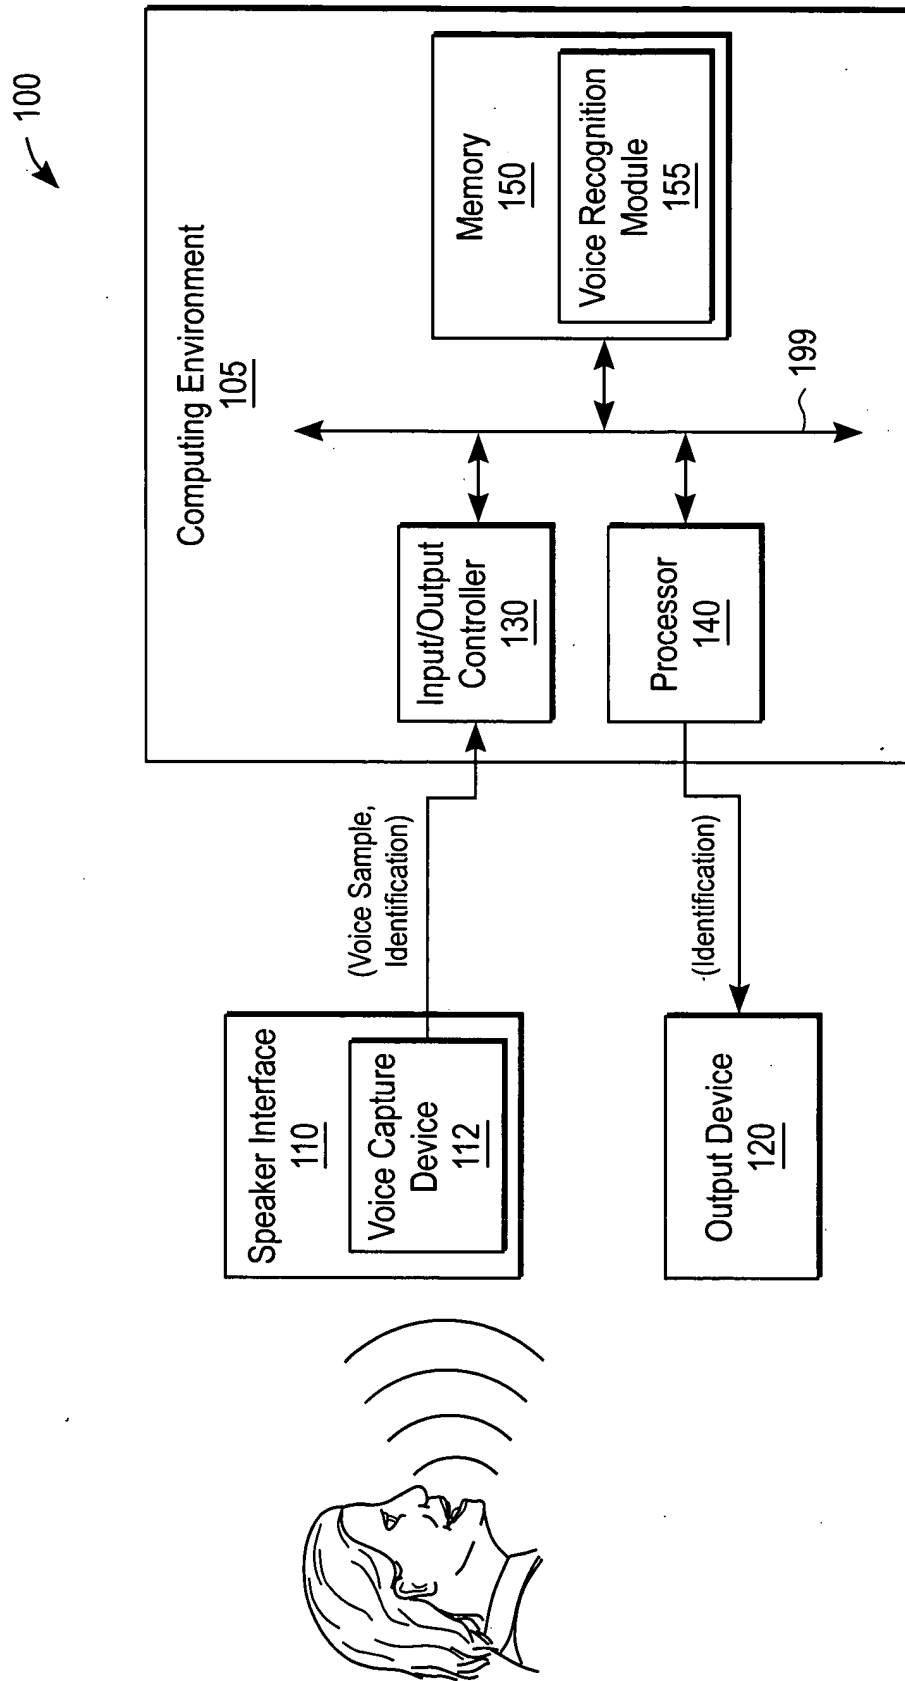 100
Computing Environment
105
Speaker Interface
110
Voice Capture
Device
112
(Voice Sample,
Identification)
Input/Output
Controller
130
Memory
150
Voice Recognition
Module
155
Output Device
120
(Identification)
Processor
140
199